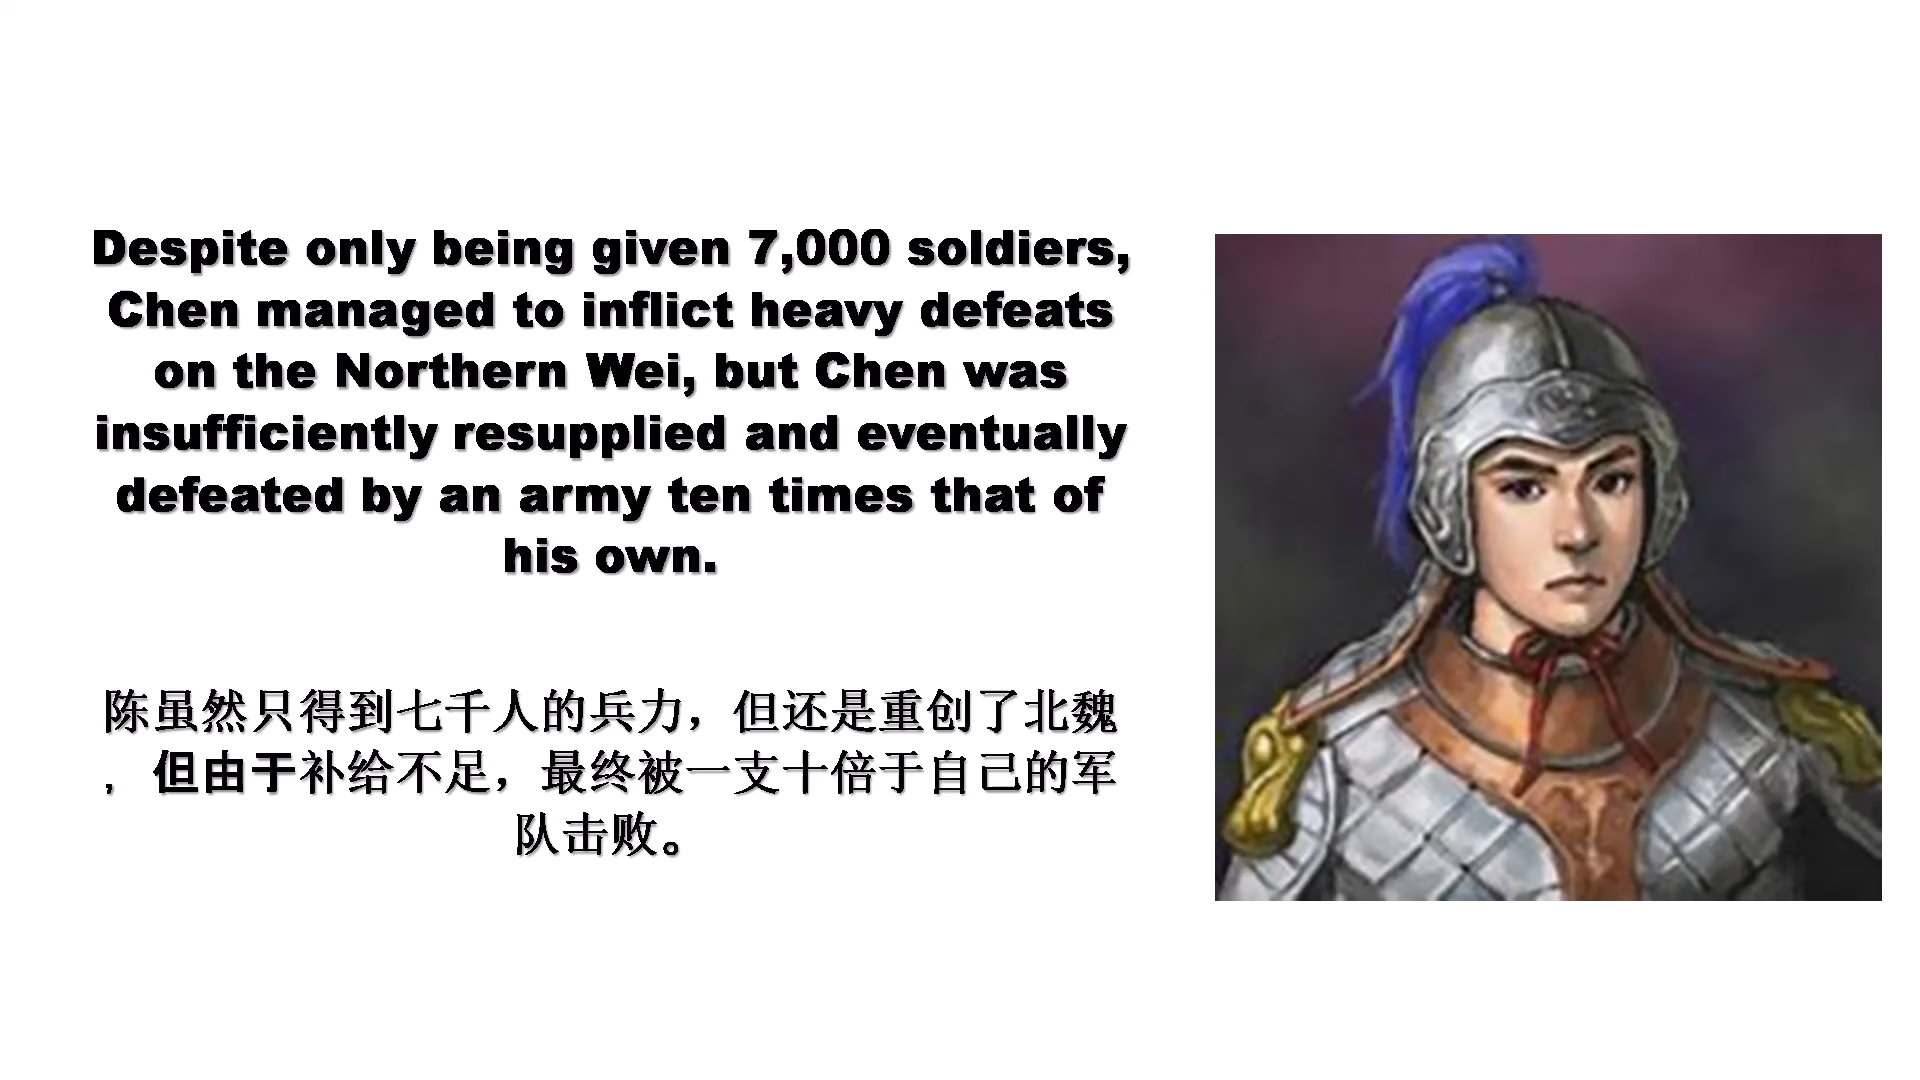 Despite only being given 7,000 soldiers,
Chen managed to inflict heavy defeats
on the Northern Wei, but Chen was
insufficiently resupplied and eventually
defeated by an army ten times that of
his own.
陈虽然只得到七千人的兵力，但还是重创了北魏
，但由于补给不足，最终被一支十倍于自己的军
队击败。